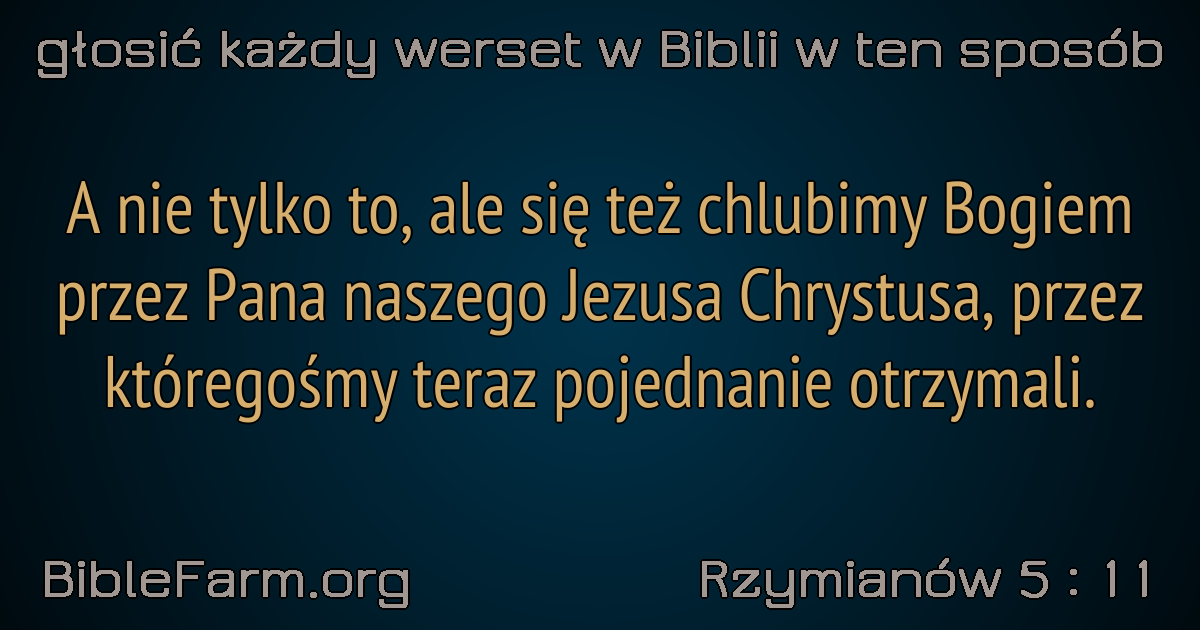 głosić każdy werset w Biblii w ten sposób
A nie tylko to, ale się też chlubimy Bogiem
przez Pana naszego Jezusa Chrystusa, przez
któregośmy teraz pojednanie otrzymali.
BibleFarm.org
Rzymianów 5 : 11